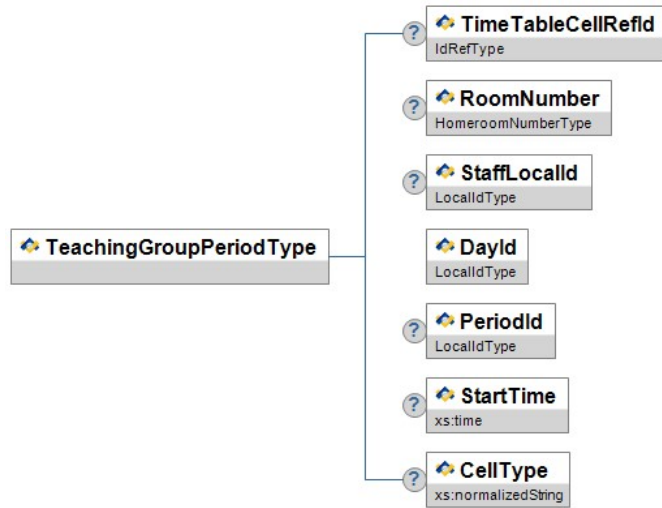 TimeTableCellRefId
IdRefType
?
RoomNumber
HomeroomNumberType
?
StaffLocalId
LocalIdType
?
TeachingGroupPeriodType
DayId
LocalIdType
PeriodId
LocalIdType
?
StartTime
xs:time
?
CellType
xs:normalizedString
?